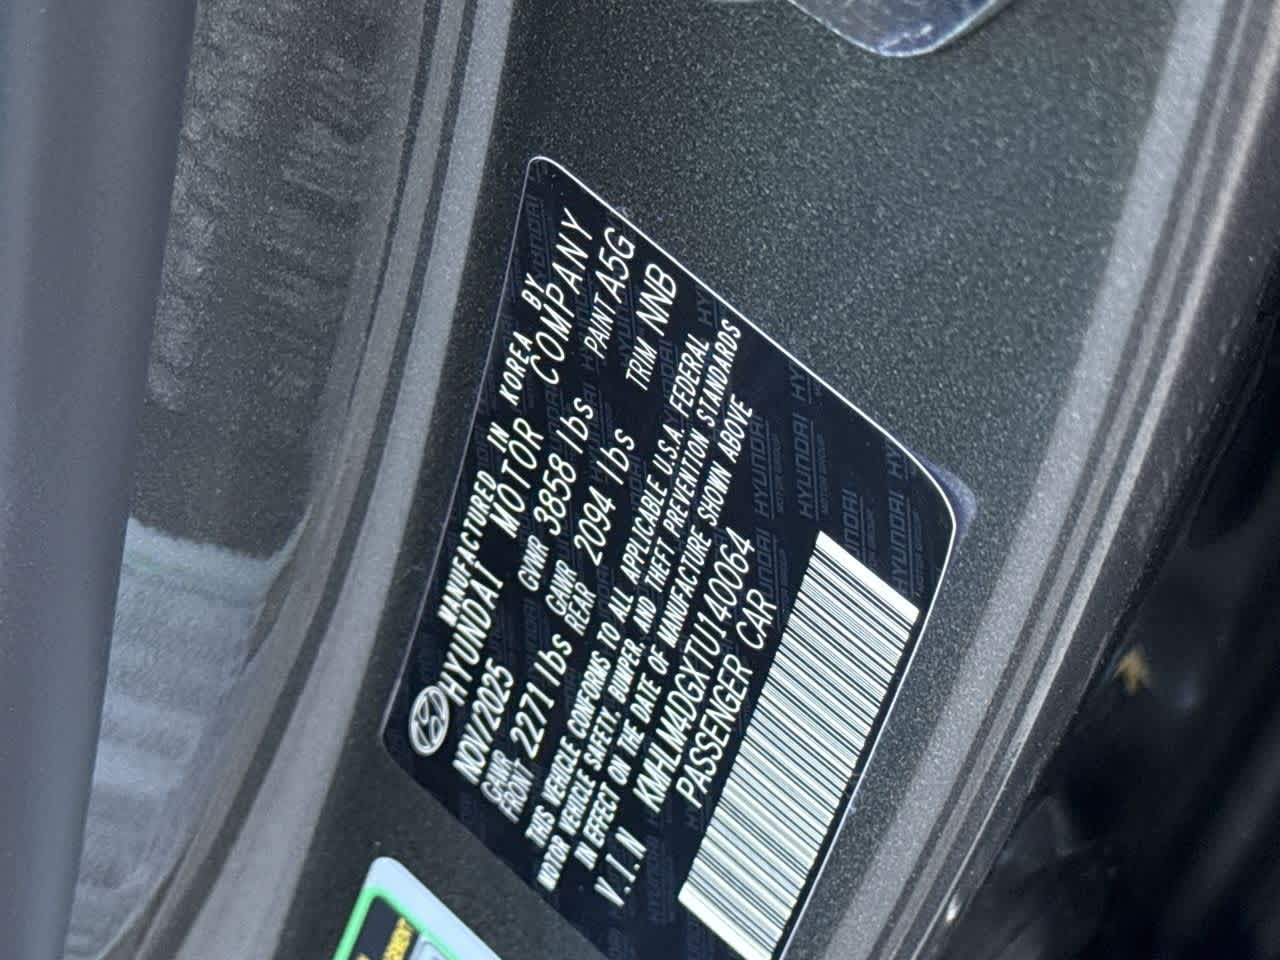 MANUFACTURED IN KOREA BY
HYUNDAI MOTOR COMPANY
NOV/2025 GVWR 3858 lbs PAINT A5G
GAWR FRONT 2271 lbs GAWR REAR 2094 lbs TRIM NNB
THIS VEHICLE CONFORMS TO ALL APPLICABLE U.S.A. FEDERAL
MOTOR VEHICLE SAFETY, BUMPER, AND THEFT PREVENTION STANDARDS
IN EFFECT ON THE DATE OF MANUFACTURE SHOWN ABOVE
V.I.N KMHLM4DGXTU140064
PASSENGER CAR